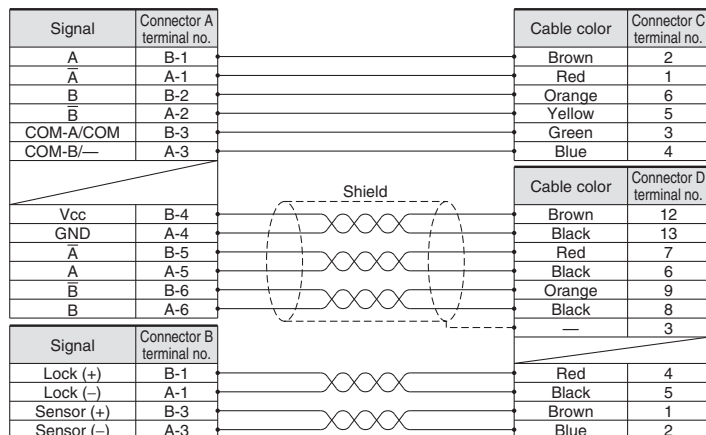 Signal Connector A terminal no. Cable color Connector C terminal no.
A B-1 Brown 2
A̅ A-1 Red 1
B B-2 Orange 6
B̅ A-2 Yellow 5
COM-A/COM B-3 Green 3
COM-B/— A-3 Blue 4
Cable color Connector D terminal no.
Shield
Vcc B-4 Brown 12
GND A-4 Black 13
A̅ B-5 Red 7
A A-5 Black 6
B̅ B-6 Orange 9
B A-6 Black 8
— 3
Signal Connector B terminal no.
Lock (+) B-1 Red 4
Lock (−) A-1 Black 5
Sensor (+) B-3 Brown 1
Sensor (−) A-3 Blue 2